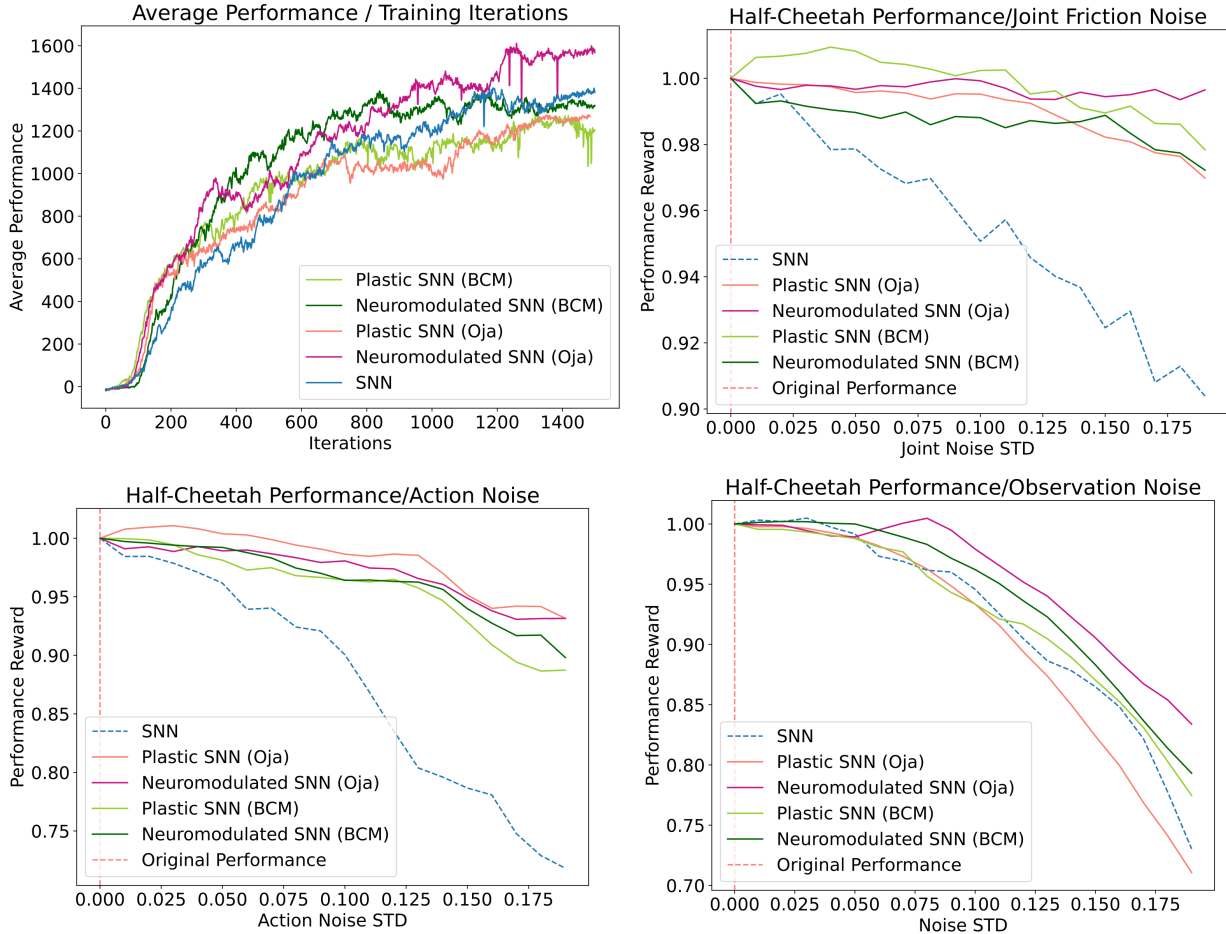 Average Performance / Training Iterations
Average Performance
1600
1400
1200
1000
800
600
400
200
0
0 200 400 600 800 1000 1200 1400
Iterations
Plastic SNN (BCM)
Neuromodulated SNN (BCM)
Plastic SNN (Oja)
Neuromodulated SNN (Oja)
SNN
Half-Cheetah Performance/Joint Friction Noise
Performance Reward
1.00
0.98
0.96
0.94
0.92
0.90
0.000 0.025 0.050 0.075 0.100 0.125 0.150 0.175
Joint Noise STD
SNN
Plastic SNN (Oja)
Neuromodulated SNN (Oja)
Plastic SNN (BCM)
Neuromodulated SNN (BCM)
Original Performance
Half-Cheetah Performance/Action Noise
Performance Reward
1.00
0.95
0.90
0.85
0.80
0.75
0.000 0.025 0.050 0.075 0.100 0.125 0.150 0.175
Action Noise STD
SNN
Plastic SNN (Oja)
Neuromodulated SNN (Oja)
Plastic SNN (BCM)
Neuromodulated SNN (BCM)
Original Performance
Half-Cheetah Performance/Observation Noise
Performance Reward
1.00
0.95
0.90
0.85
0.80
0.75
0.70
0.000 0.025 0.050 0.075 0.100 0.125 0.150 0.175
Noise STD
SNN
Plastic SNN (Oja)
Neuromodulated SNN (Oja)
Plastic SNN (BCM)
Neuromodulated SNN (BCM)
Original Performance